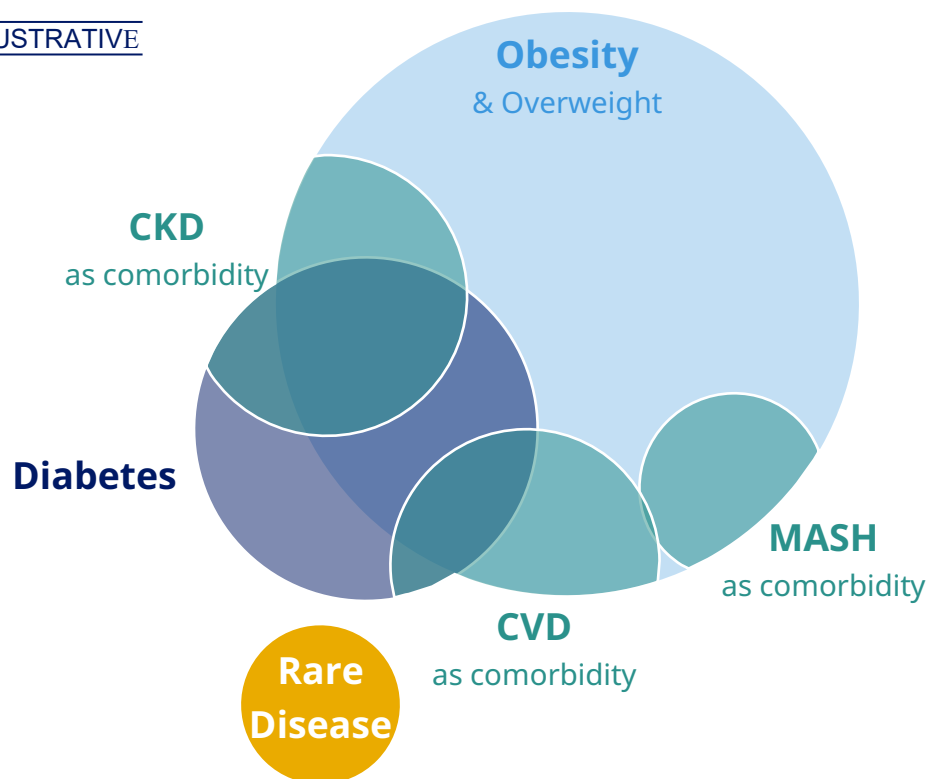 USTRATIVE
Obesity
& Overweight
CKD
as comorbidity
Diabetes
MASH
as comorbidity
CVD
as comorbidity
Rare
Disease